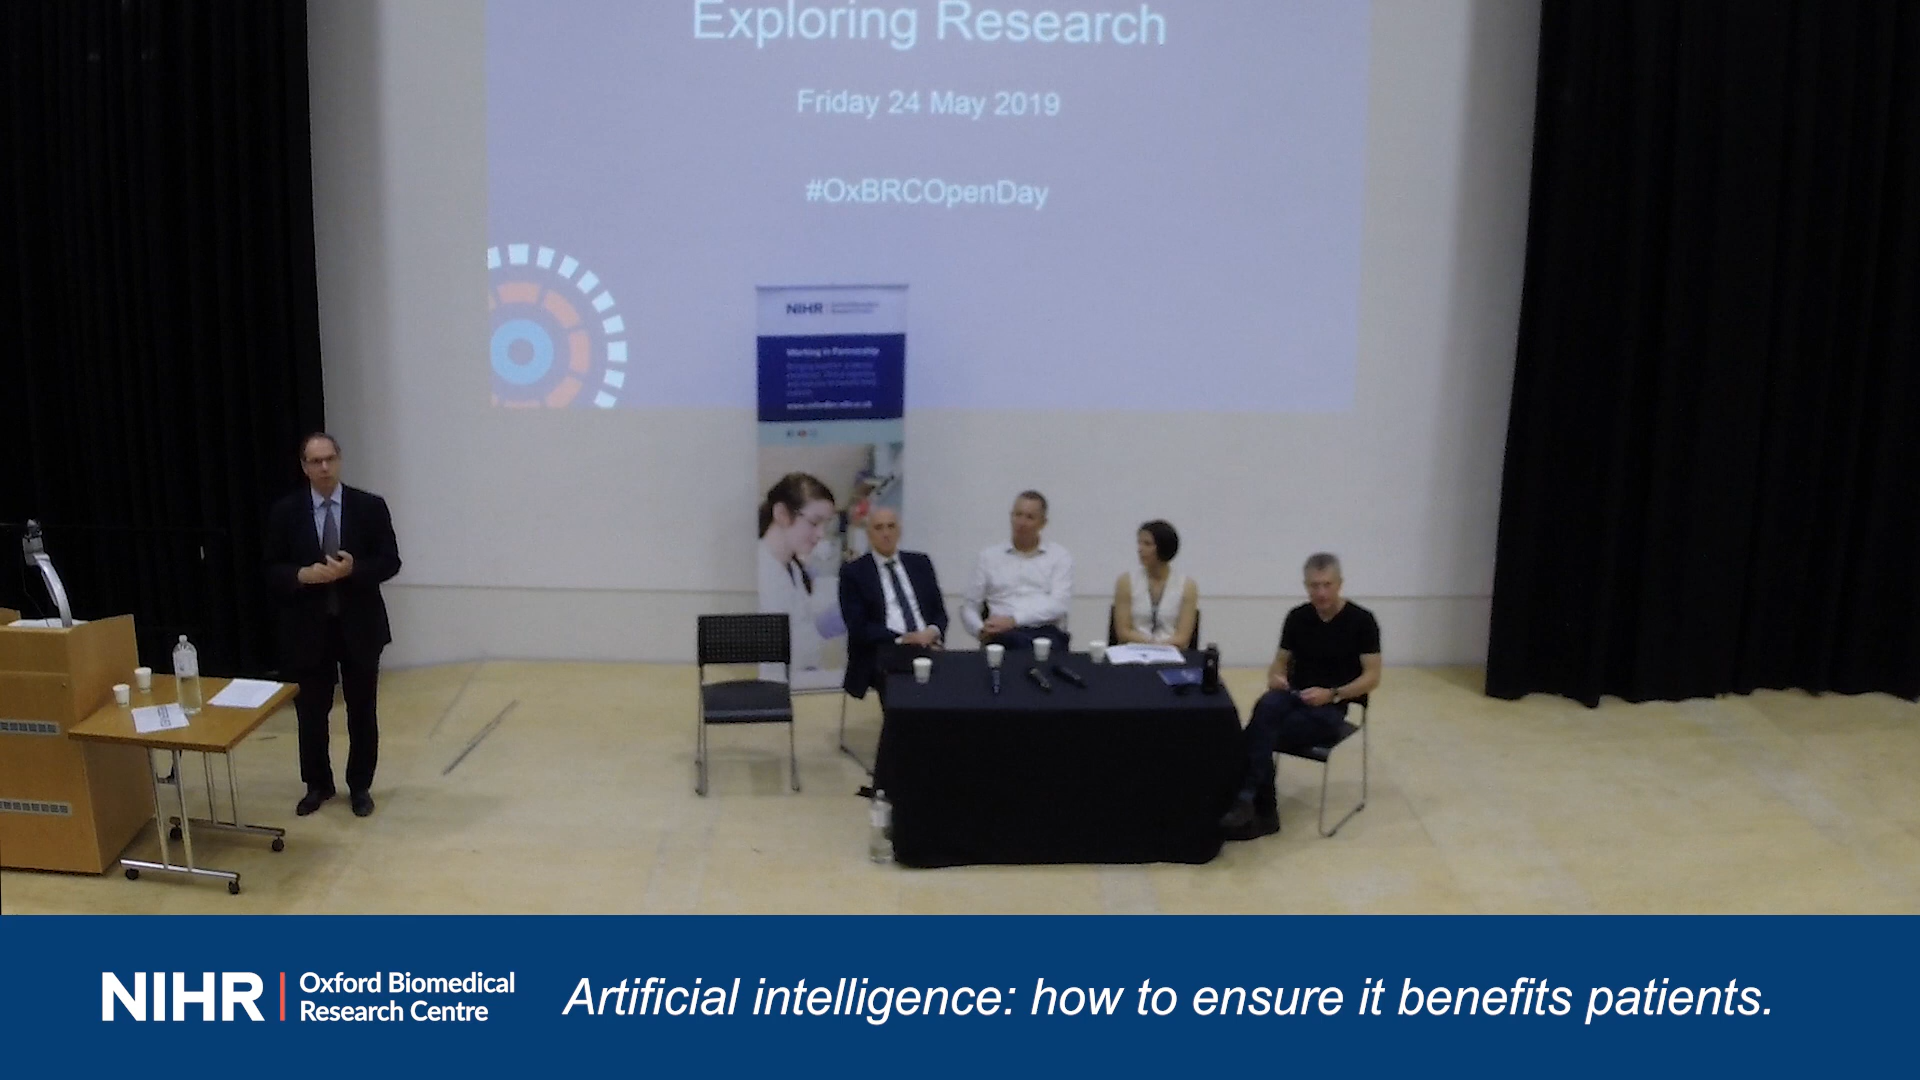 Exploring Research
Friday 24 May 2019
#OxBRCOpenDay
NIHR
Working in Partnership
NIHR | Oxford Biomedical
Research Centre
Artificial intelligence: how to ensure it benefits patients.